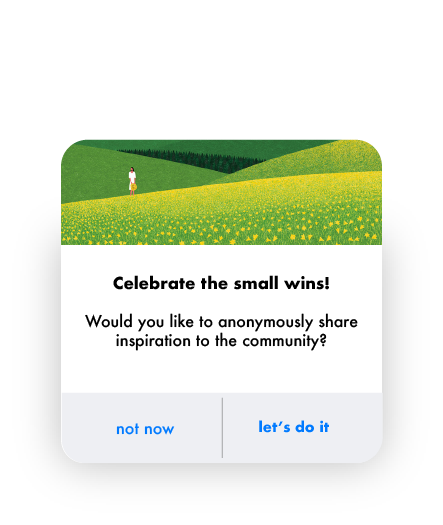 Celebrate the small wins!
Would you like to anonymously share
inspiration to the community?
not now
let's do it